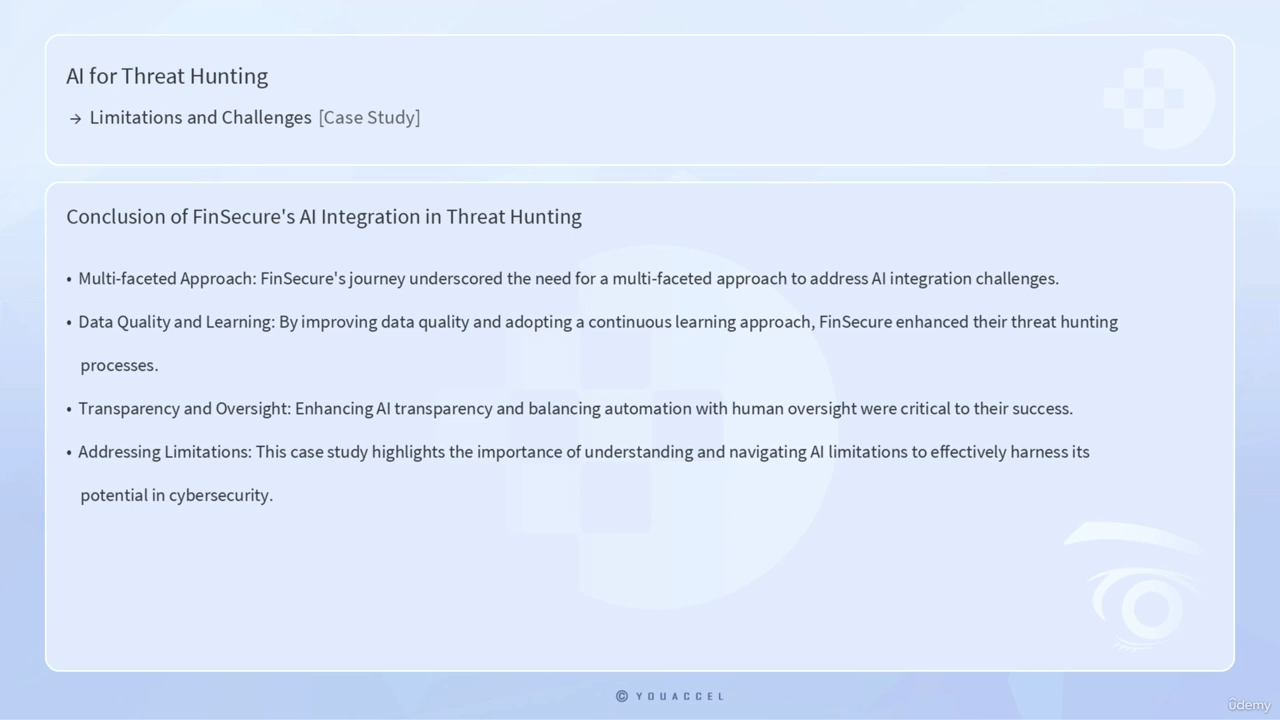 AI for Threat Hunting
→ Limitations and Challenges [Case Study]
Conclusion of FinSecure's AI Integration in Threat Hunting
• Multi-faceted Approach: FinSecure's journey underscored the need for a multi-faceted approach to address AI integration challenges.
• Data Quality and Learning: By improving data quality and adopting a continuous learning approach, FinSecure enhanced their threat hunting
processes.
• Transparency and Oversight: Enhancing AI transparency and balancing automation with human oversight were critical to their success.
• Addressing Limitations: This case study highlights the importance of understanding and navigating AI limitations to effectively harness its
potential in cybersecurity.
© YOUACCEL
ûdemy